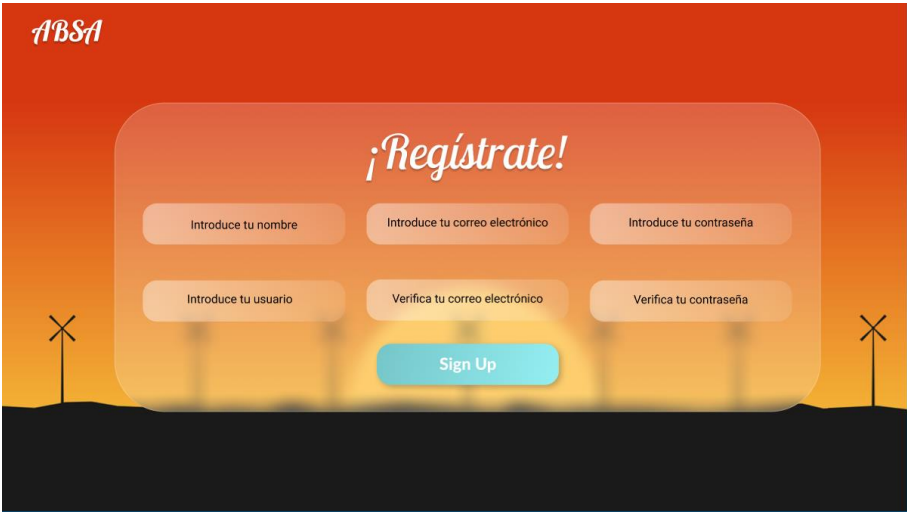 ABSA
¡Regístrate!
Introduce tu nombre
Introduce tu correo electrónico
Introduce tu contraseña
Introduce tu usuario
Verifica tu correo electrónico
Verifica tu contraseña
Sign Up